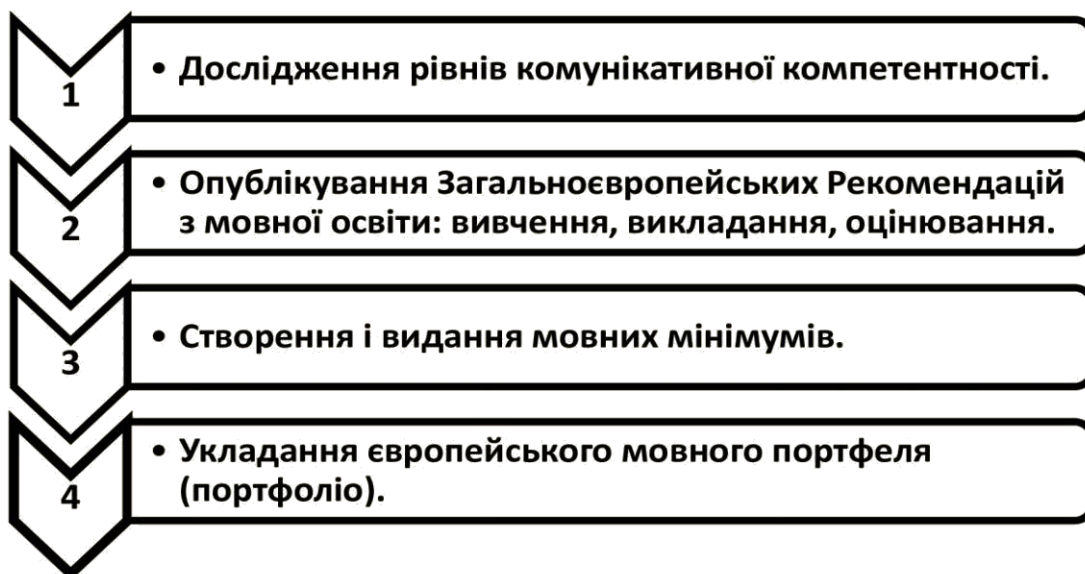 1
• Дослідження рівнів комунікативної компетентності.
2
• Опублікування Загальноєвропейських Рекомендацій
з мовної освіти: вивчення, викладання, оцінювання.
3
• Створення і видання мовних мінімумів.
4
• Укладання європейського мовного портфеля
(портфоліо).